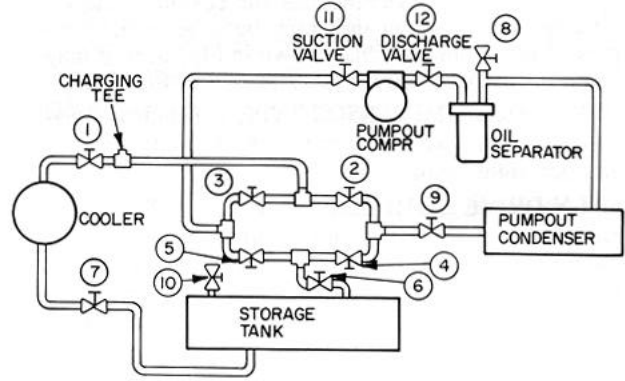 11
12
SUCTION
VALVE
DISCHARGE
VALVE
8
CHARGING
TEE
PUMPOUT
COMPR
OIL
SEPARATOR
1
3
2
9
COOLER
PUMPOUT
CONDENSER
5
4
7
10
6
STORAGE
TANK